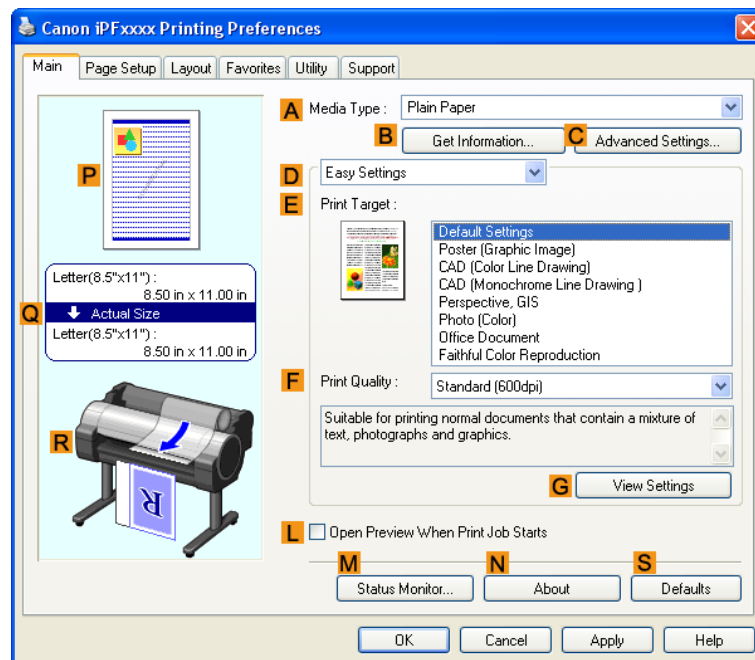 Canon iPFxxxx Printing Preferences
Main Page Setup Layout Favorites Utility Support
A Media Type : Plain Paper
B Get Information... C Advanced Settings...
P
D Easy Settings
E Print Target :
Default Settings
Poster (Graphic Image)
CAD (Color Line Drawing)
CAD (Monochrome Line Drawing )
Perspective, GIS
Photo (Color)
Office Document
Faithful Color Reproduction
Letter(8.5"x11") :
8.50 in x 11.00 in
Q Actual Size
Letter(8.5"x11") :
8.50 in x 11.00 in
F Print Quality : Standard (600dpi)
Suitable for printing normal documents that contain a mixture of
text, photographs and graphics.
R
R
G View Settings
L Open Preview When Print Job Starts
M Status Monitor... N About S Defaults
OK Cancel Apply Help